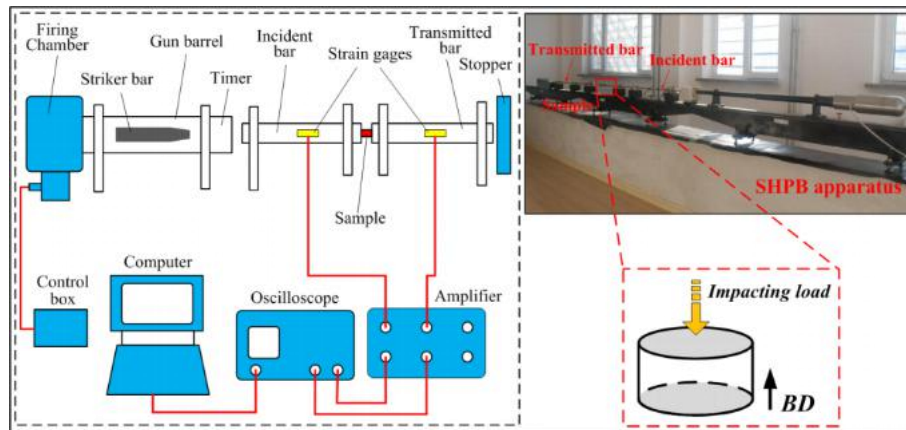 Firing
Chamber
Gun barrel
Striker bar
Timer
Incident
bar
Strain gages
Transmitted
bar
Stopper
Sample
Control
box
Computer
Oscilloscope
Amplifier
Transmitted bar
Incident bar
Sample
SHPB apparatus
Impacting load
BD